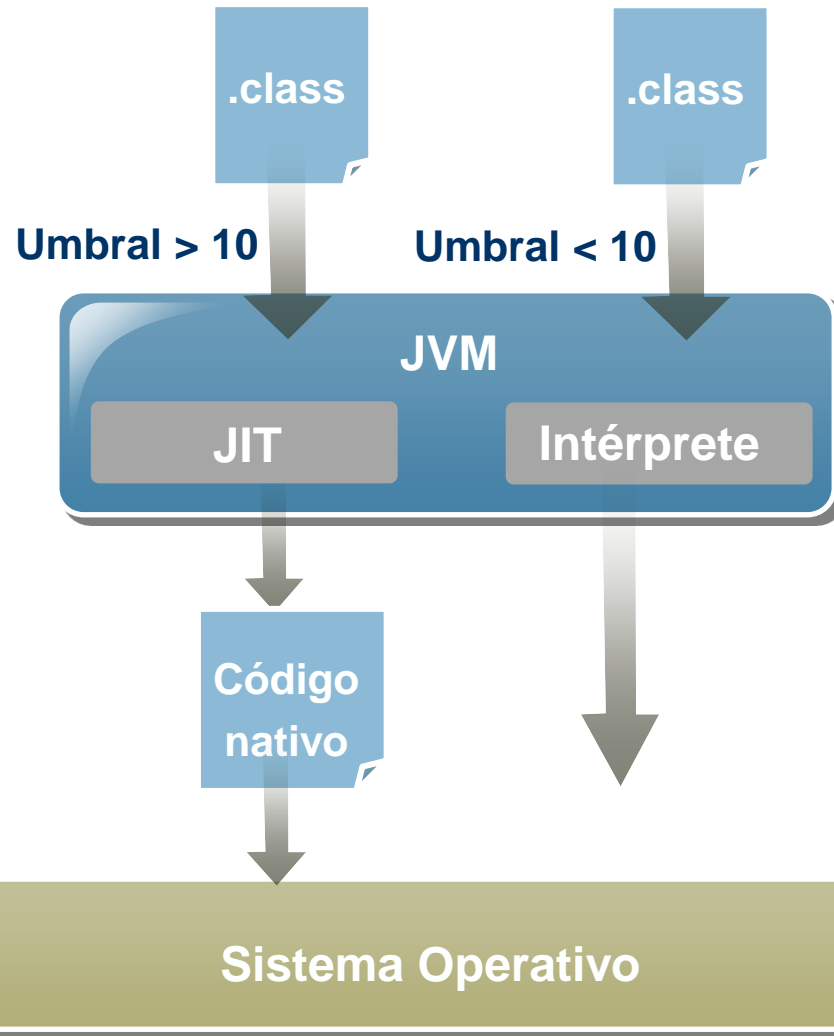 .class
.class
Umbral > 10
Umbral < 10
JVM
JIT
Intérprete
Código
nativo
Sistema Operativo